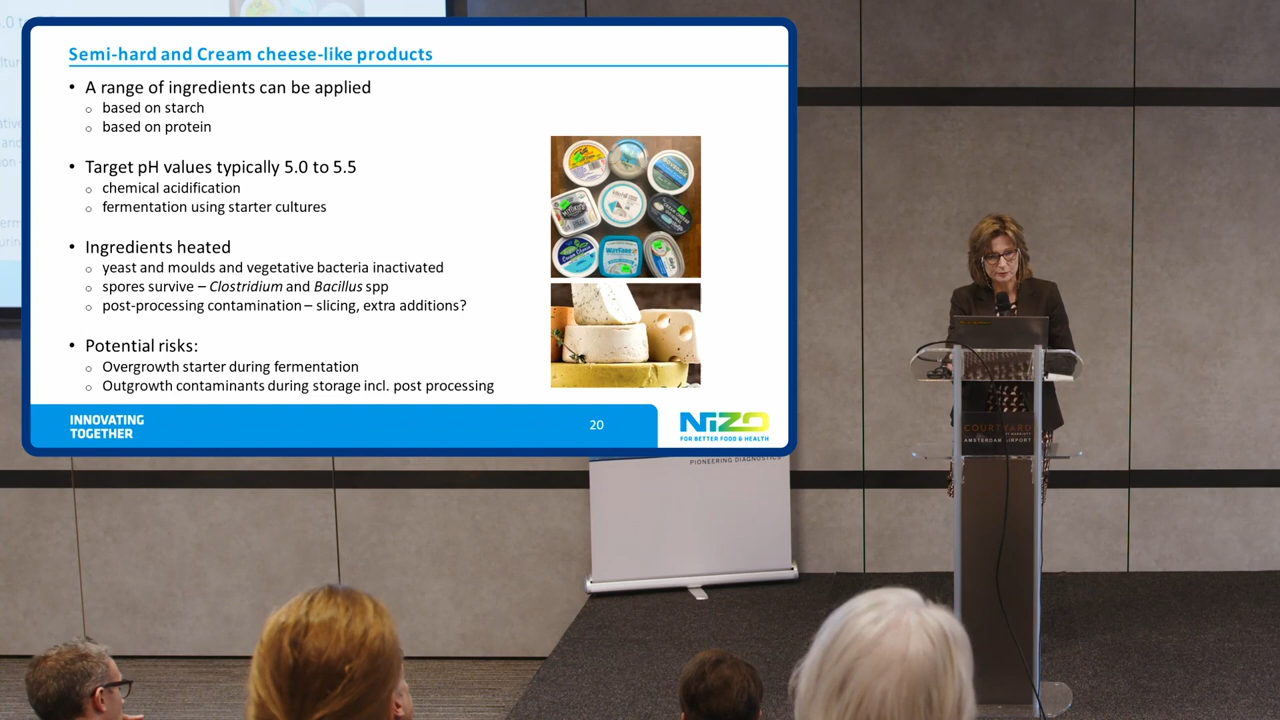 Semi-hard and Cream cheese-like products
• A range of ingredients can be applied
o based on starch
o based on protein
• Target pH values typically 5.0 to 5.5
o chemical acidification
o fermentation using starter cultures
• Ingredients heated
o yeast and moulds and vegetative bacteria inactivated
o spores survive – Clostridium and Bacillus spp
o post-processing contamination – slicing, extra additions?
• Potential risks:
o Overgrowth starter during fermentation
o Outgrowth contaminants during storage incl. post processing
INNOVATING
TOGETHER
20
NIZO
FOR BETTER FOOD & HEALTH
PIONEERING DIAGNOSTICS
COURTYARD
AMSTERDAM AIRPORT